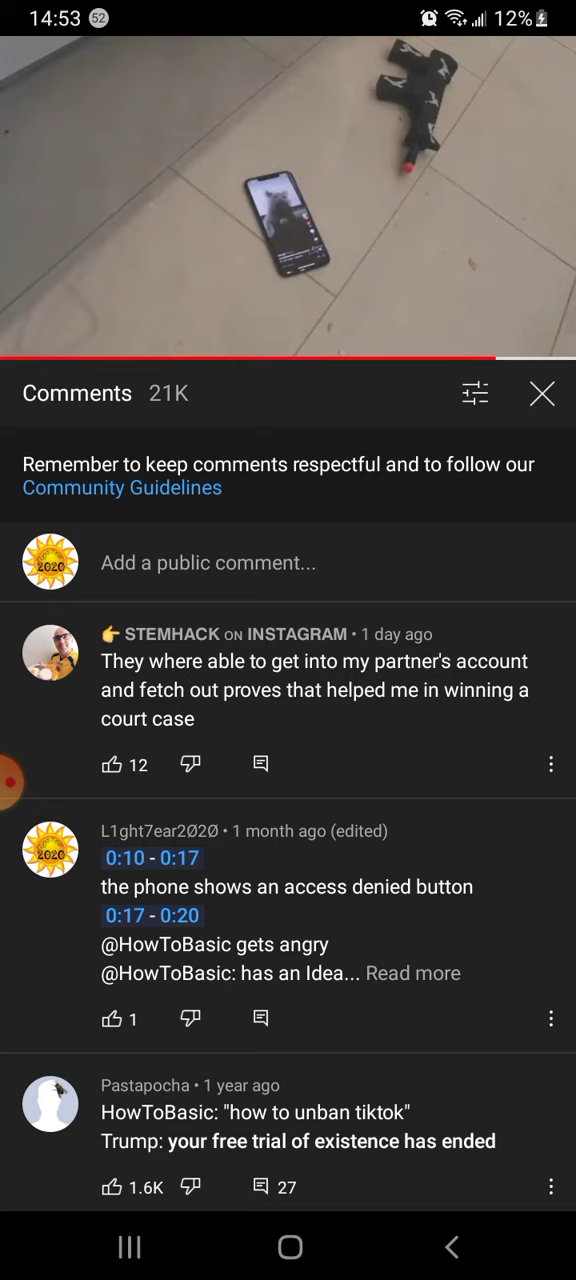 14:53 52 12%
Comments 21K
Remember to keep comments respectful and to follow our
Community Guidelines
2020
Add a public comment...
👉 STEMHACK ON INSTAGRAM • 1 day ago
They where able to get into my partner's account
and fetch out proves that helped me in winning a
court case
12
2020
L1ght7ear2020 • 1 month ago (edited)
0:10 - 0:17
the phone shows an access denied button
0:17 - 0:20
@HowToBasic gets angry
@HowToBasic: has an Idea... Read more
1
Pastapocha • 1 year ago
HowToBasic: "how to unban tiktok"
Trump: your free trial of existence has ended
1.6K 27